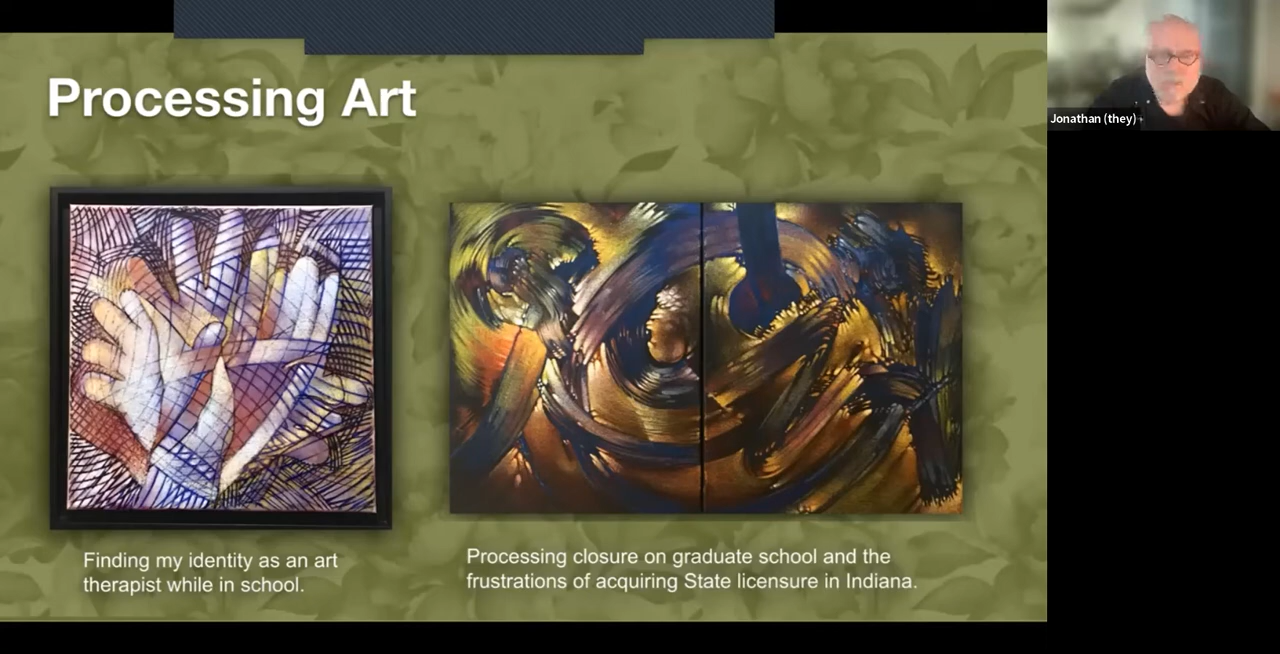 Processing Art
Jonathan (they)
Finding my identity as an art
therapist while in school.
Processing closure on graduate school and the
frustrations of acquiring State licensure in Indiana.